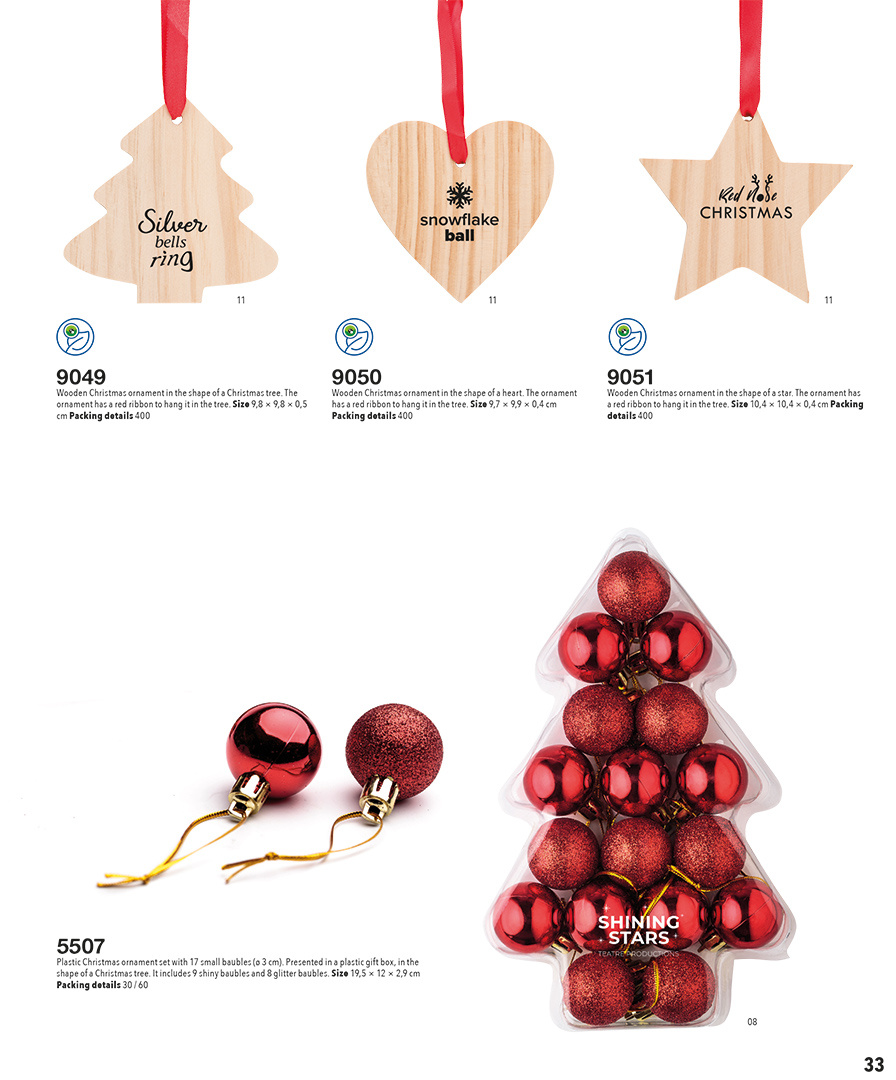 Silver
bells
ring
11
snowflake
ball
11
Red Nose
CHRISTMAS
11
9049
Wooden Christmas ornament in the shape of a Christmas tree. The
ornament has a red ribbon to hang it in the tree. Size 9,8 × 9,8 × 0,5
cm Packing details 400
9050
Wooden Christmas ornament in the shape of a heart. The ornament
has a red ribbon to hang it in the tree. Size 9,7 × 9,9 × 0,4 cm
Packing details 400
9051
Wooden Christmas ornament in the shape of a star. The ornament has
a red ribbon to hang it in the tree. Size 10,4 × 10,4 × 0,4 cm Packing
details 400
5507
Plastic Christmas ornament set with 17 small baubles (ø 3 cm). Presented in a plastic gift box, in the
shape of a Christmas tree. It includes 9 shiny baubles and 8 glitter baubles. Size 19,5 × 12 × 2,9 cm
Packing details 30 / 60
SHINING
STARS
TEATRE PRODUCTIONS
08
33